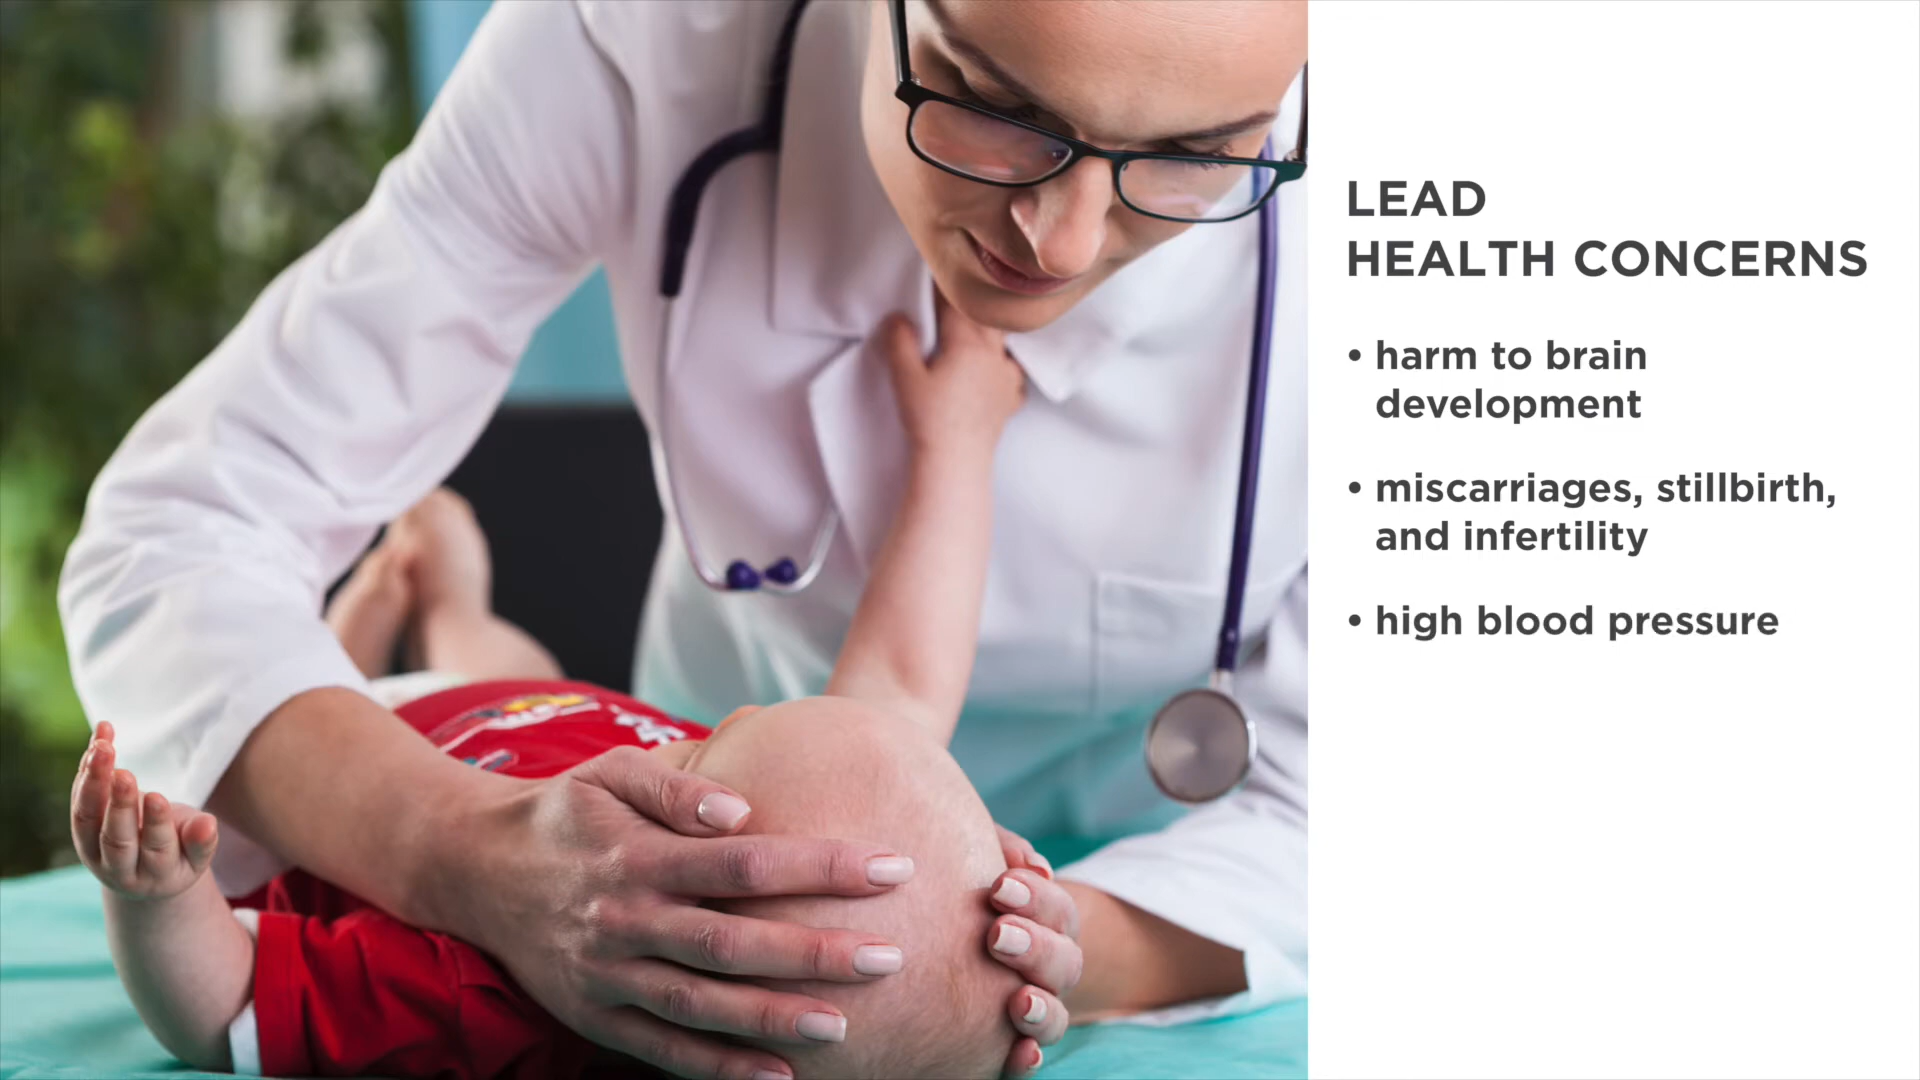 LEAD
HEALTH CONCERNS
• harm to brain
development
• miscarriages, stillbirth,
and infertility
• high blood pressure